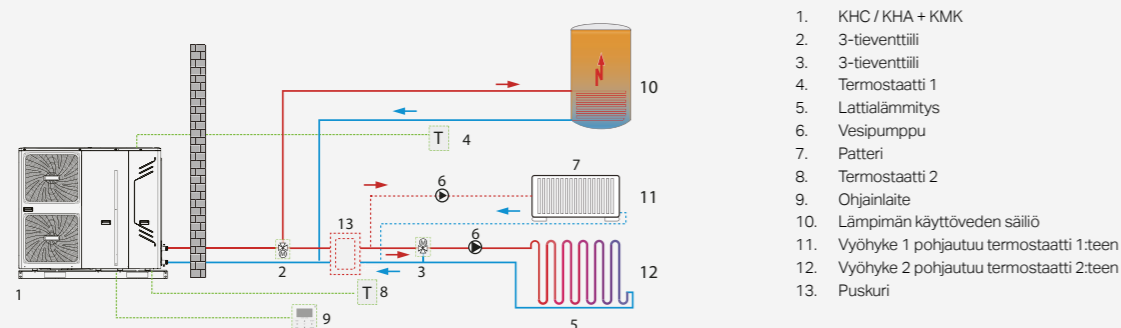 10
T
4
7
6
11
13
6
2
3
12
1
T
8
9
5
1. KHC / KHA + KMK
2. 3-tieventtiili
3. 3-tieventtiili
4. Termostaatti 1
5. Lattialämmitys
6. Vesipumppu
7. Patteri
8. Termostaatti 2
9. Ohjainlaite
10. Lämpimän käyttöveden säiliö
11. Vyöhyke 1 pohjautuu termostaatti 1:teen
12. Vyöhyke 2 pohjautuu termostaatti 2:teen
13. Puskuri